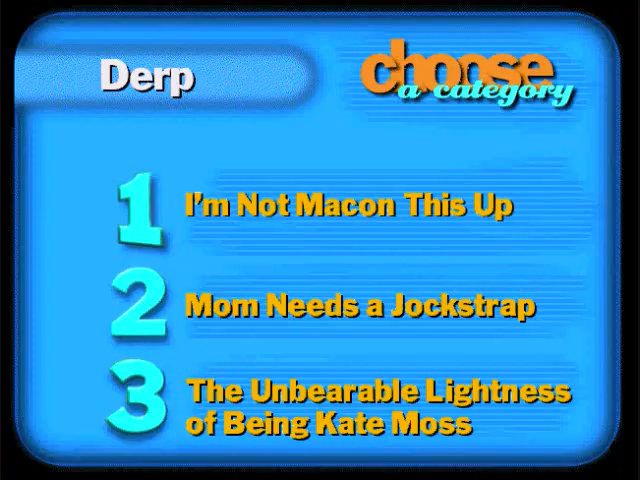 Derp
choose
a category
1 I'm Not Macon This Up
2 Mom Needs a Jockstrap
3 The Unbearable Lightness
of Being Kate Moss